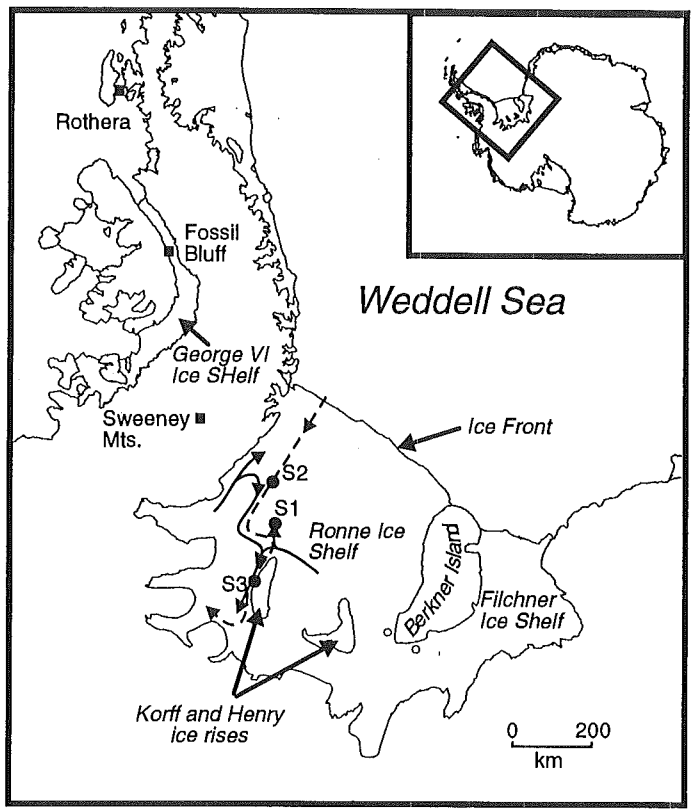 Rothera
Fossil
Bluff
Weddell Sea
George VI
Ice SHelf
Sweeney
Mts.
Ice Front
S2
S1
Ronne Ice
Shelf
S3
Berkner Island
Filchner
Ice Shelf
Korff and Henry
ice rises
0 200
km